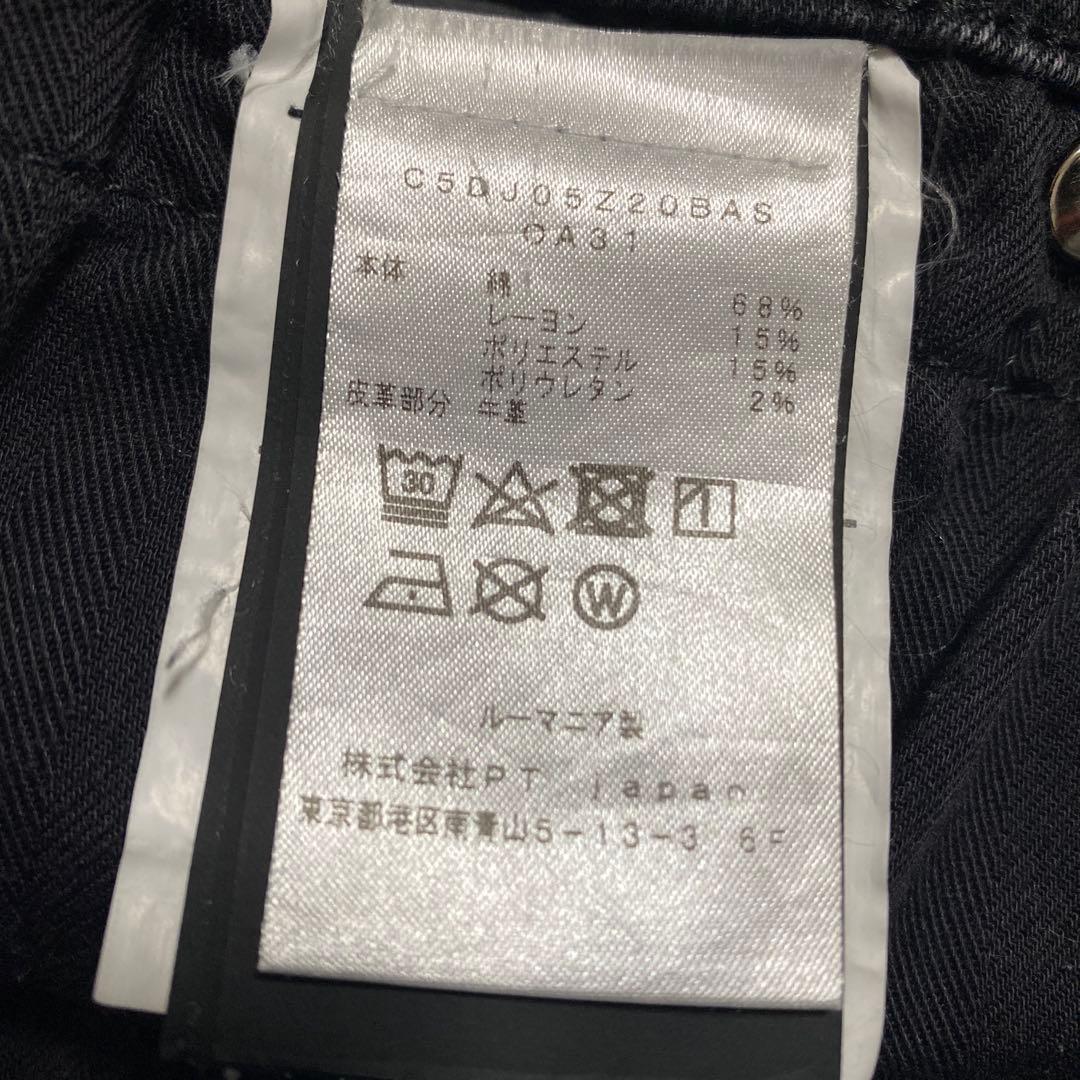 C5DJ05Z20BAS
OA31
本体 綿 68%
レーヨン 15%
ポリエステル 15%
ポリウレタン 2%
皮革部分 牛革
30
1
W
ルーマニア製
株式会社PT japan
東京都港区南青山5-13-3 6F